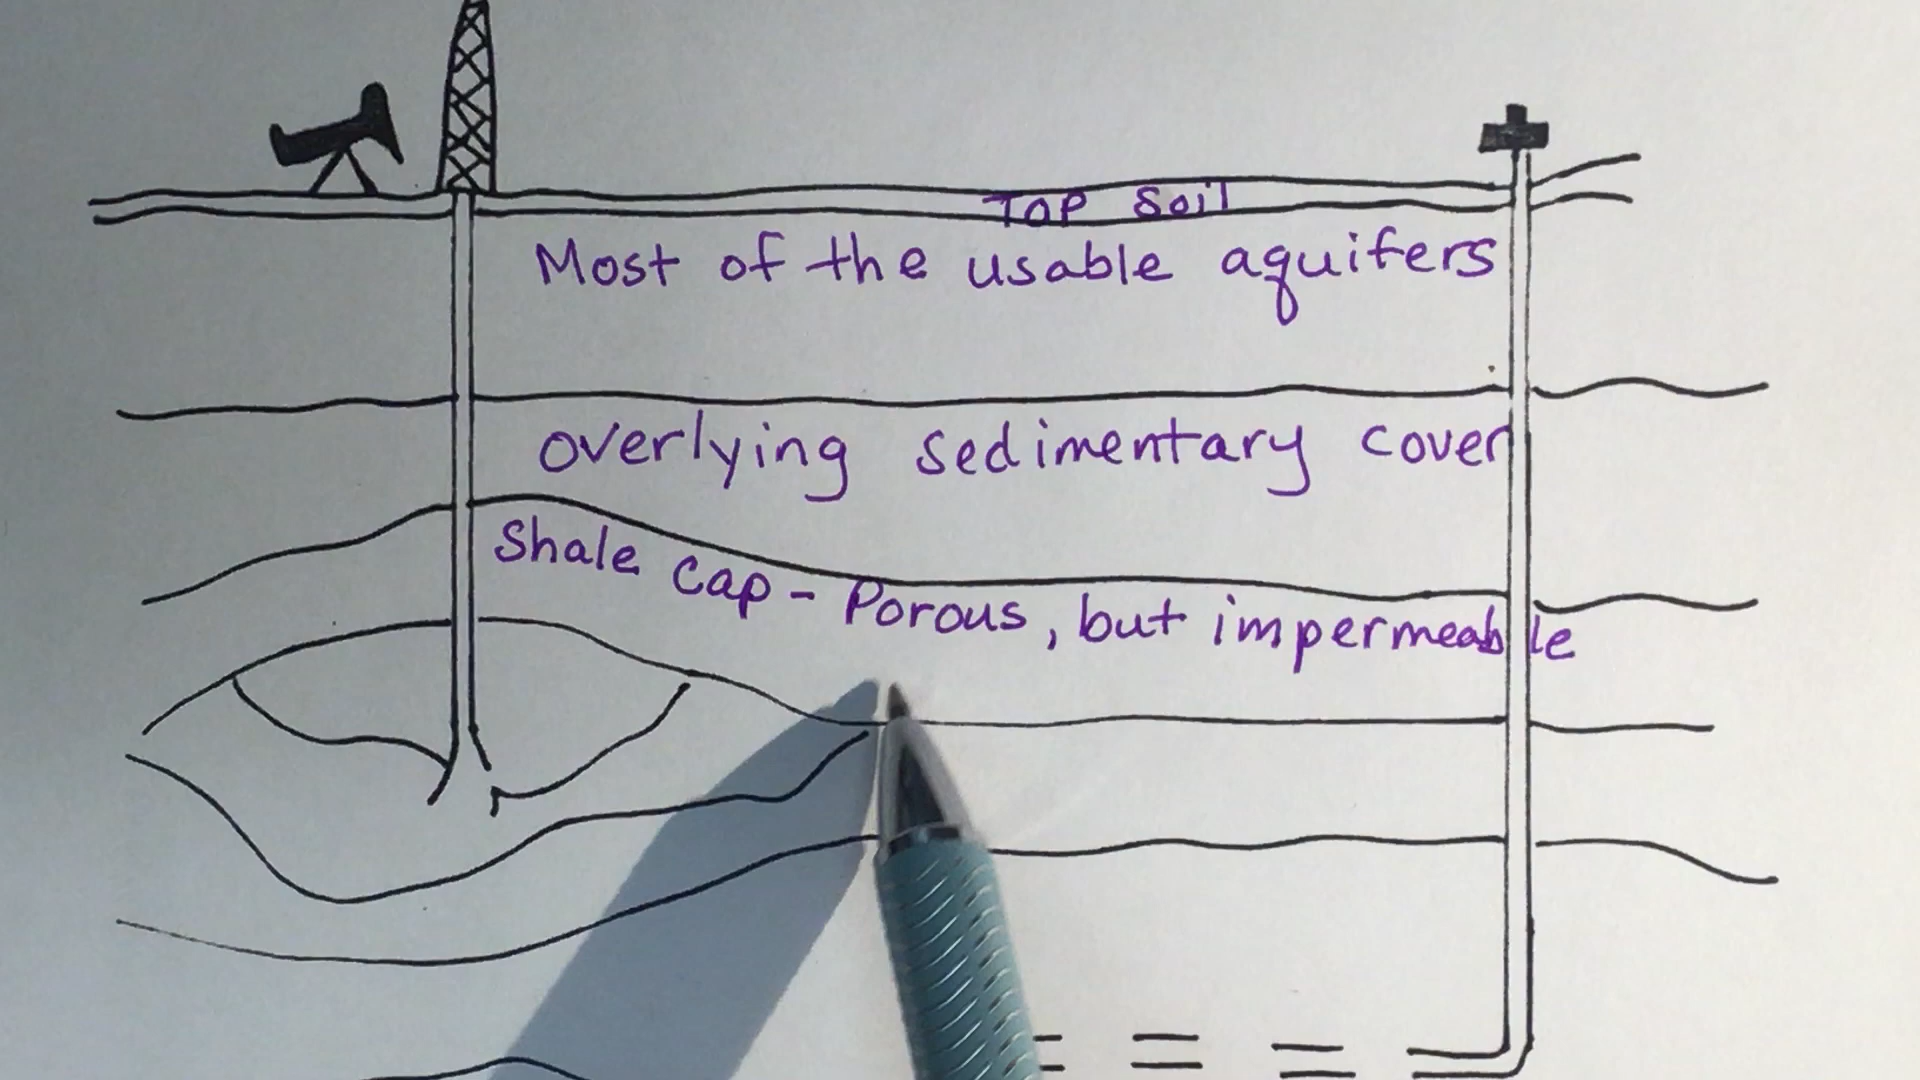 TOP Soil
Most of the usable aquifers
overlying sedimentary cover
Shale cap - Porous, but impermeable